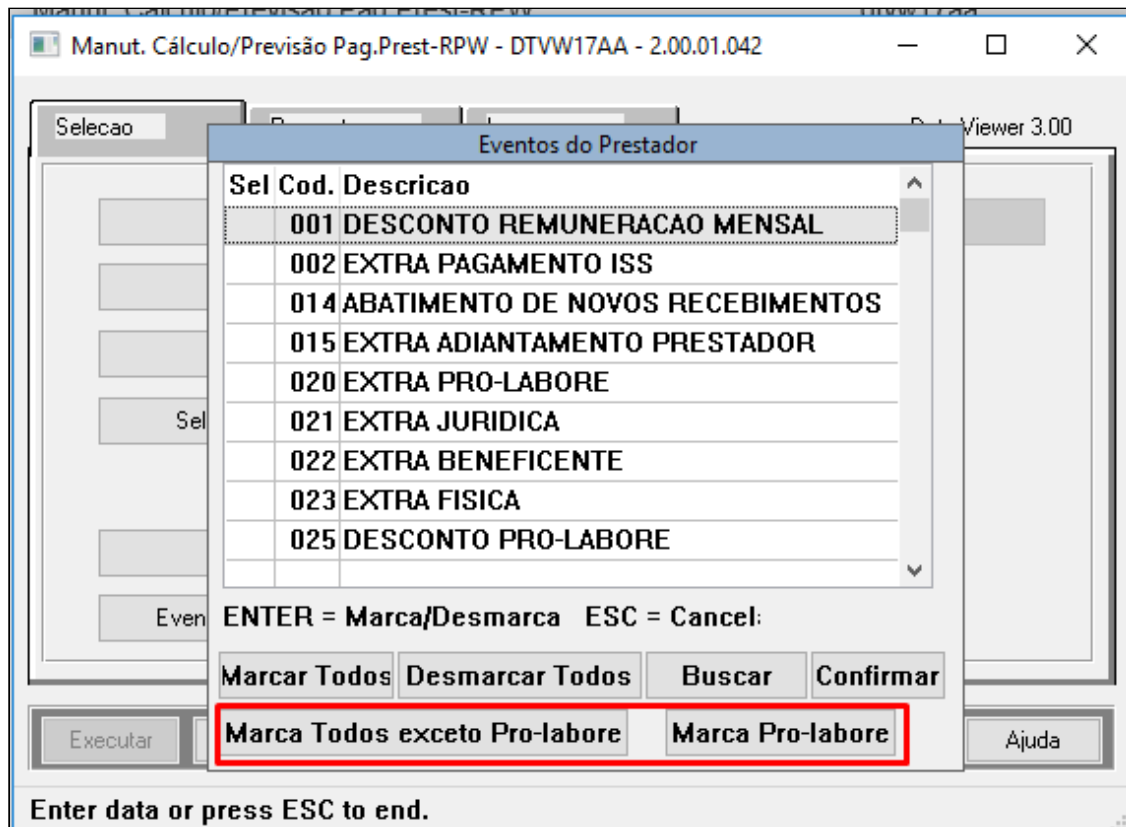 Manut. Cálculo/Previsão Pag.Prest-RPW - DTVW17AA - 2.00.01.042
Selecao
Viewer 3.00
Eventos do Prestador
Sel Cod. Descricao
001 DESCONTO REMUNERACAO MENSAL
002 EXTRA PAGAMENTO ISS
014 ABATIMENTO DE NOVOS RECEBIMENTOS
015 EXTRA ADIANTAMENTO PRESTADOR
020 EXTRA PRO-LABORE
Sel
021 EXTRA JURIDICA
022 EXTRA BENEFICENTE
023 EXTRA FISICA
025 DESCONTO PRO-LABORE
Even
ENTER = Marca/Desmarca ESC = Cancel
Marcar Todos Desmarcar Todos Buscar Confirmar
Executar Marca Todos exceto Pro-labore Marca Pro-labore Ajuda
Enter data or press ESC to end.